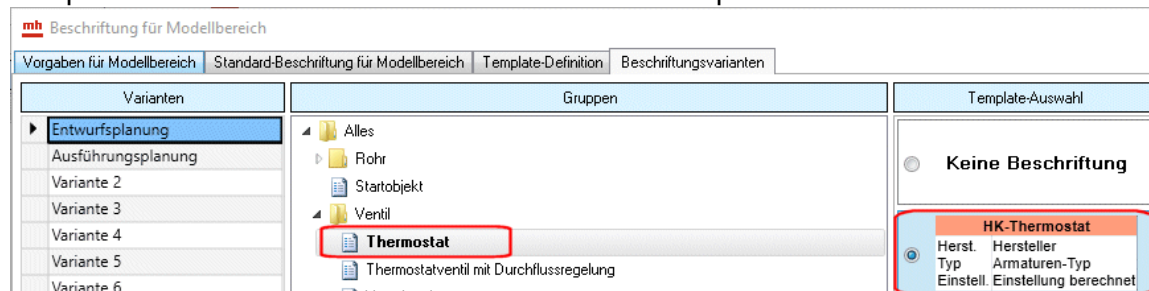 mh Beschriftung für Modellbereich
Vorgaben für Modellbereich Standard-Beschriftung für Modellbereich Template-Definition Beschriftungsvarianten
Varianten Gruppen Template-Auswahl
Entwurfsplanung Alles
Ausführungsplanung Rohr Keine Beschriftung
Variante 2 Startobjekt
Variante 3 Ventil
Variante 4 Thermostat HK-Thermostat
Herst. Hersteller
Variante 5 Thermostatventil mit Durchflussregelung Typ Armaturen-Typ
Variante 6 Einstell. Einstellung berechnet